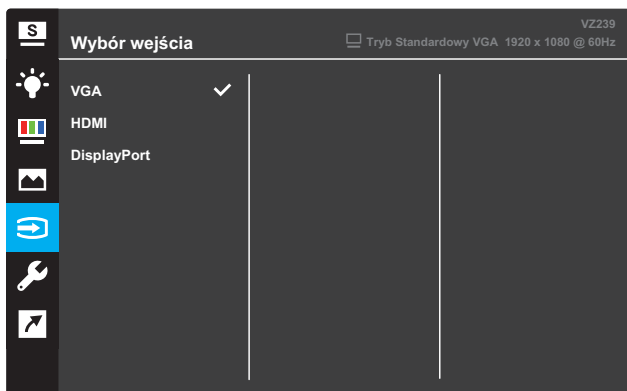 S
VZ239
Wybór wejścia
Tryb Standardowy VGA 1920 x 1080 @ 60Hz
VGA
HDMI
DisplayPort